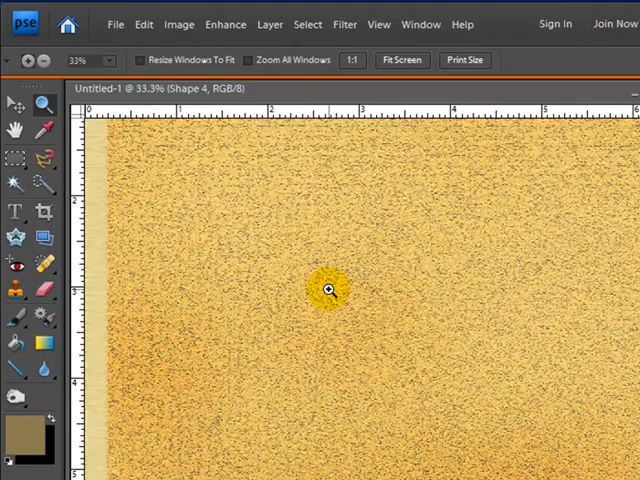 pse File Edit Image Enhance Layer Select Filter View Window Help Sign In Join Now
33% Resize Windows To Fit Zoom All Windows 1:1 Fit Screen Print Size
Untitled-1 @ 33.3% (Shape 4, RGB/8)
0 1 2 3 4 5 6
2
3
4
5
T